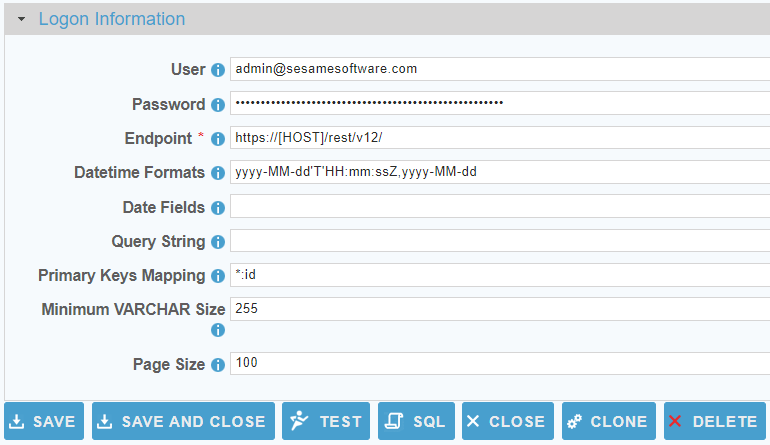 Logon Information
User admin@sesamesoftware.com
Password ••••••••••••••••••••••••••••••••••••••••••••••••••••••
Endpoint * https://[HOST]/rest/v12/
Datetime Formats yyyy-MM-dd'T'HH:mm:ssZ,yyyy-MM-dd
Date Fields
Query String
Primary Keys Mapping *:id
Minimum VARCHAR Size 255
Page Size 100
SAVE SAVE AND CLOSE TEST SQL CLOSE CLONE DELETE